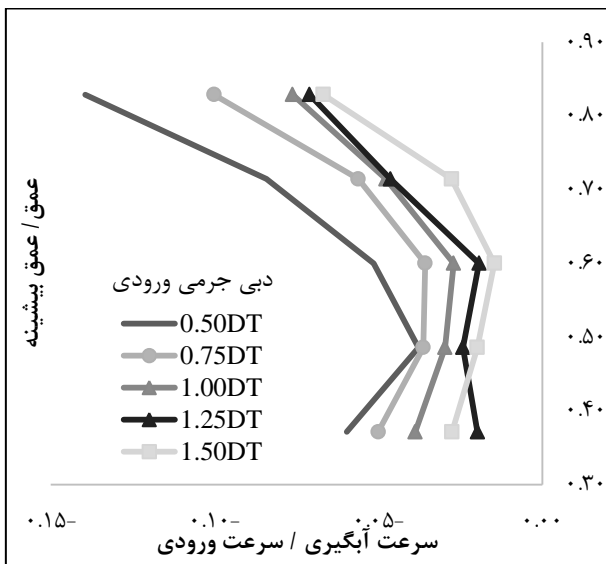 ۰.۹۰
۰.۸۰
۰.۷۰
۰.۶۰
۰.۵۰
۰.۴۰
۰.۳۰
عمق / عمق بیشینه
دبی جرمی ورودی
0.50DT
0.75DT
1.00DT
1.25DT
1.50DT
۰.۱۵- ۰.۱۰- ۰.۰۵- ۰.۰۰
سرعت آبگیری / سرعت ورودی